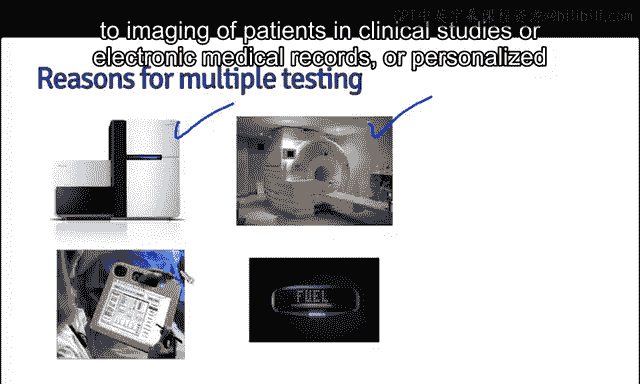 to imaging of patients in clinical studies or
electronic medical records, or personalized
Reasons for multiple testing
FUEL